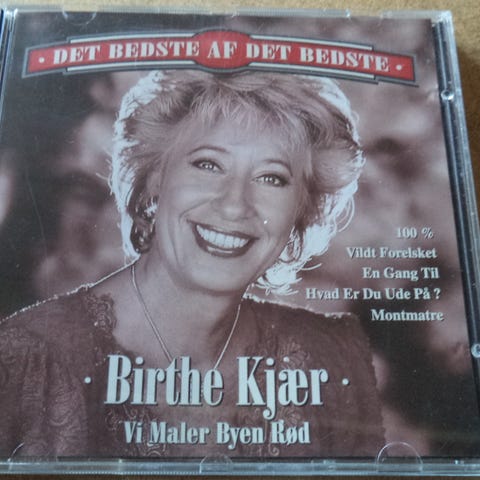 · DET BEDSTE AF DET BEDSTE ·
100 %
Vildt Forelsket
En Gang Til
Hvad Er Du Ude På ?
Montmatre
· Birthe Kjær ·
Vi Maler Byen Rød